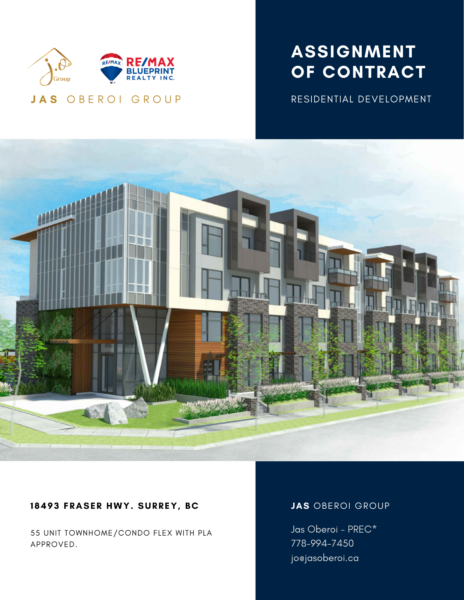 j.o
Group
RE/MAX
RE/MAX
BLUEPRINT
REALTY INC.
JAS OBEROI GROUP
ASSIGNMENT
OF CONTRACT
RESIDENTIAL DEVELOPMENT
18493 FRASER HWY. SURREY, BC
55 UNIT TOWNHOME/CONDO FLEX WITH PLA
APPROVED.
JAS OBEROI GROUP
Jas Oberoi - PREC*
778-994-7450
jo@jasoberoi.ca